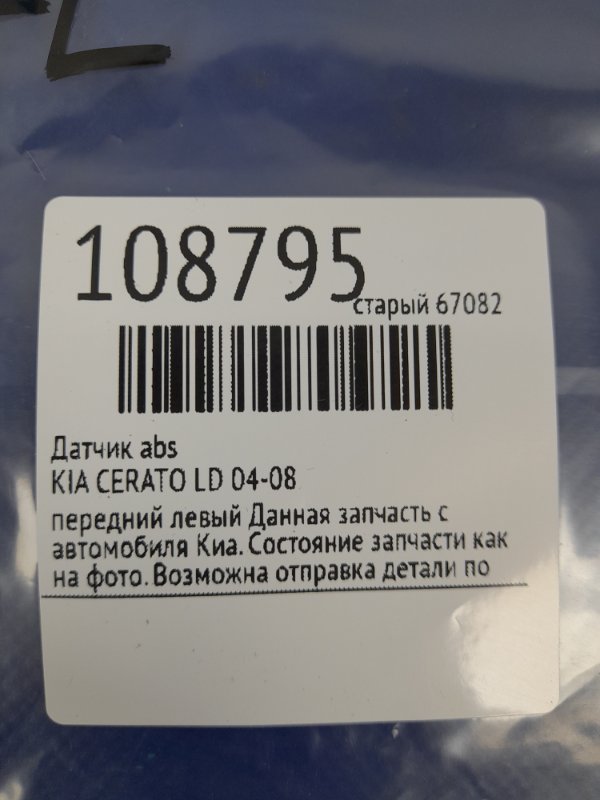 108795
старый 67082
Датчик abs
KIA CERATO LD 04-08
передний левый Данная запчасть с
автомобиля Киа. Состояние запчасти как
на фото. Возможна отправка детали по